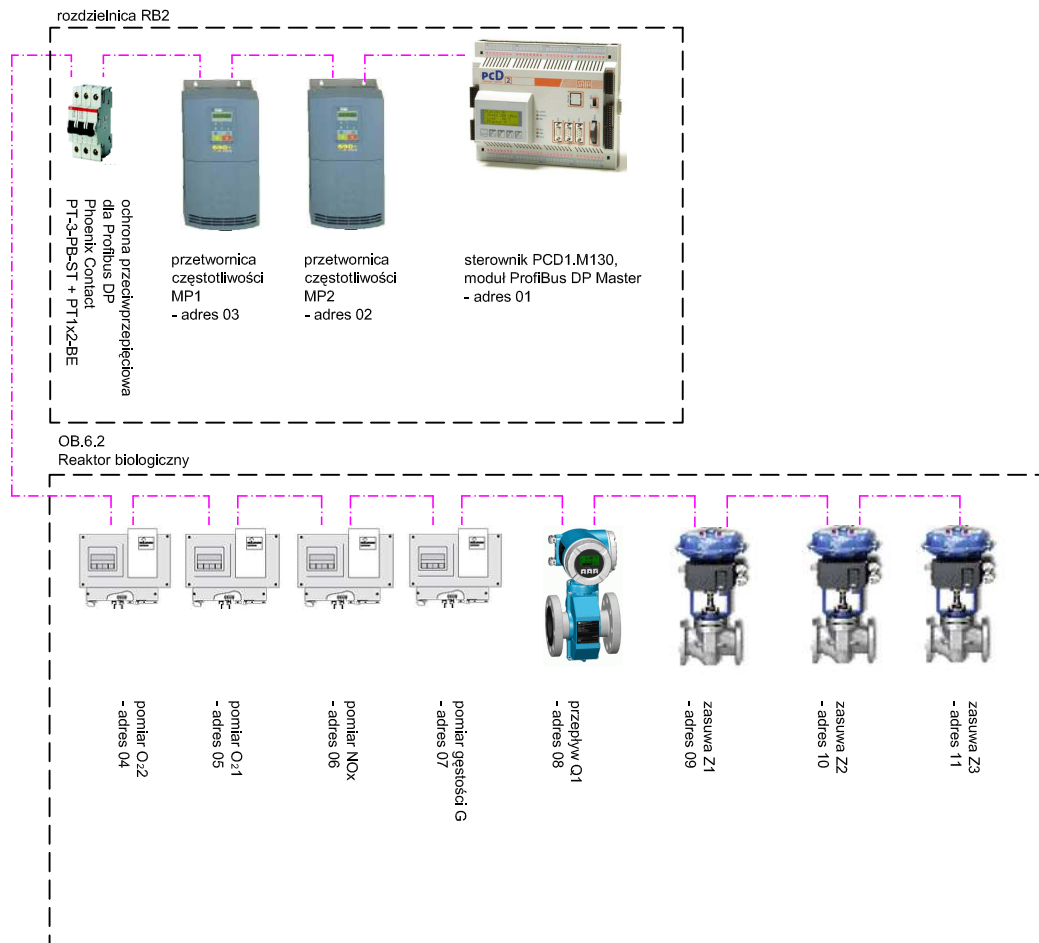 rozdzielnica RB2
PCD 2
ochrona przeciwprzepięciowa
dla Profibus DP
Phoenix Contact
PT-3-PB-ST + PT1x2-BE
przetwornica
częstotliwości
MP1
- adres 03
przetwornica
częstotliwości
MP2
- adres 02
sterownik PCD1.M130,
moduł ProfiBus DP Master
- adres 01
OB.6.2
Reaktor biologiczny
pomiar O₂2
- adres 04
pomiar O₂1
- adres 05
pomiar NOx
- adres 06
pomiar gęstości G
- adres 07
przepływ Q1
- adres 08
zasuwa Z1
- adres 09
zasuwa Z2
- adres 10
zasuwa Z3
- adres 11